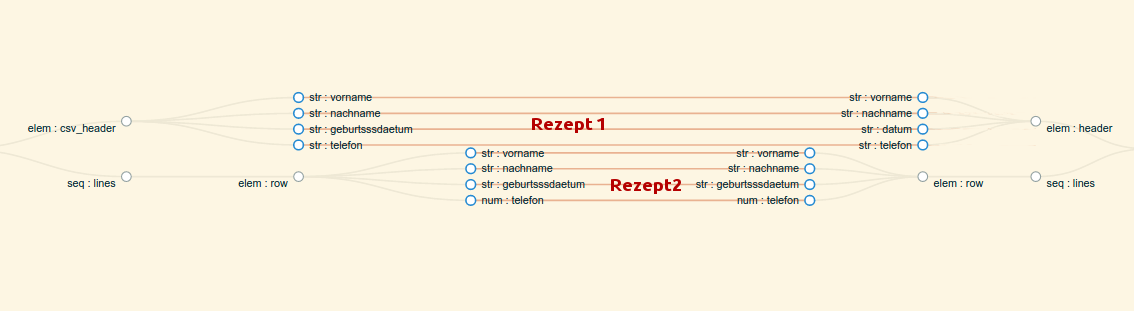 str : vorname str : vorname
str : nachname Rezept 1 str : nachname
elem : csv_header str : geburtsssdaetum str : datum elem : header
str : telefon str : telefon
str : vorname str : vorname
str : nachname str : nachname
seq : lines elem : row str : geburtsssdaetum Rezept2 str : geburtsssdaetum elem : row seq : lines
num : telefon num : telefon